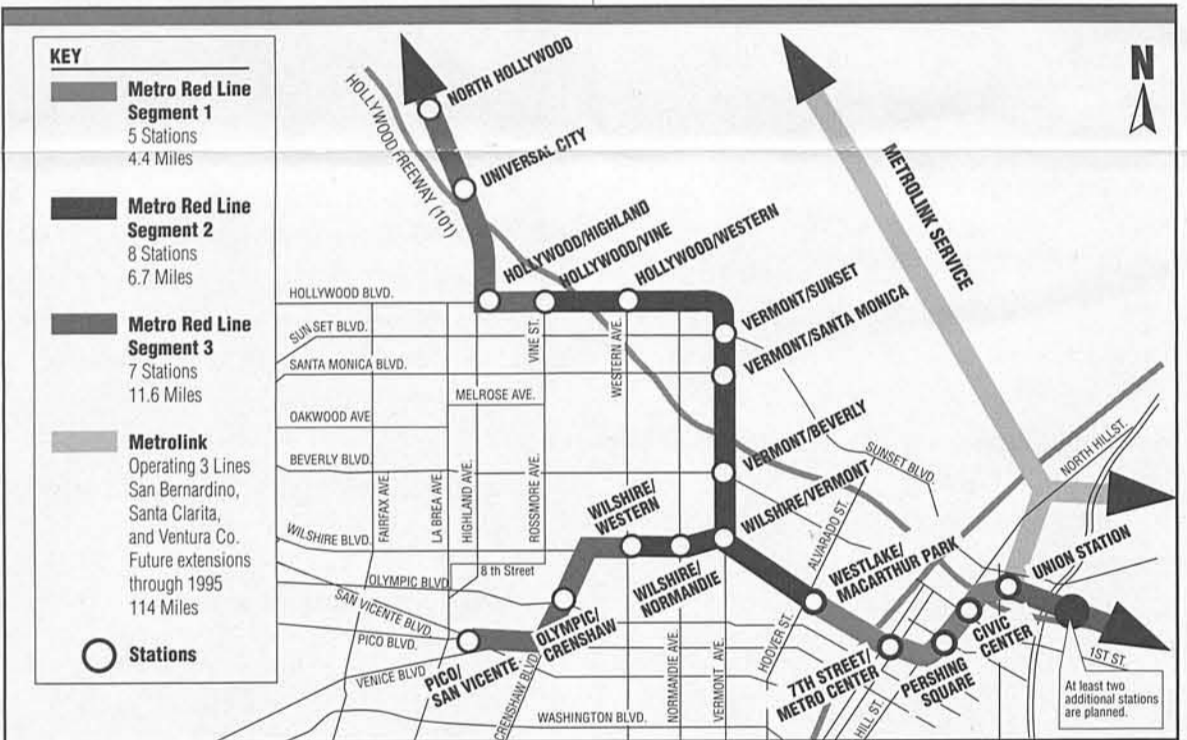 KEY
Metro Red Line
Segment 1
5 Stations
4.4 Miles
Metro Red Line
Segment 2
8 Stations
6.7 Miles
Metro Red Line
Segment 3
7 Stations
11.6 Miles
Metrolink
Operating 3 Lines
San Bernardino,
Santa Clarita,
and Ventura Co.
Future extensions
through 1995
114 Miles
Stations
N
NORTH HOLLYWOOD
HOLLYWOOD FREEWAY (101)
UNIVERSAL CITY
METROLINK SERVICE
HOLLYWOOD/HIGHLAND
HOLLYWOOD/VINE
HOLLYWOOD/WESTERN
VERMONT/SUNSET
VERMONT/SANTA MONICA
HOLLYWOOD BLVD.
SUNSET BLVD.
SANTA MONICA BLVD.
VINE ST.
WESTERN AVE.
MELROSE AVE.
OAKWOOD AVE
BEVERLY BLVD.
FAIRFAX AVE.
LA BREA AVE.
HIGHLAND AVE.
ROSSMORE AVE.
VERMONT/BEVERLY
SUNSET BLVD.
NORTH HILL ST.
WILSHIRE/
WESTERN
WILSHIRE/VERMONT
ALVARADO ST.
WILSHIRE BLVD.
8 th Street
OLYMPIC BLVD
WILSHIRE/
NORMANDIE
WESTLAKE/
MACARTHUR PARK
UNION STATION
SAN VICENTE BLVD.
PICO BLVD.
VENICE BLVD
PICO/
SAN VICENTE-
OLYMPIC/
CRENSHAW
CRENSHAW BLVD.
NORMANDIE AVE.
VERMONT AVE.
HOOVER ST.
7TH STREET/
METRO CENTER
HILL ST.
PERSHING
SQUARE
CIVIC
CENTER
1ST ST.
WASHINGTON BLVD.
At least two
additional stations
are planned.